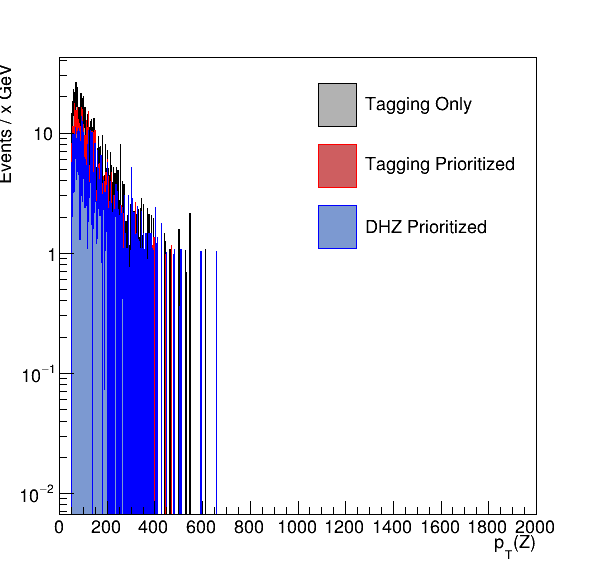 Events / x GeV
10
1
10⁻¹
10⁻²
Tagging Only
Tagging Prioritized
DHZ Prioritized
0 200 400 600 800 1000 1200 1400 1600 1800 2000
p_T(Z)